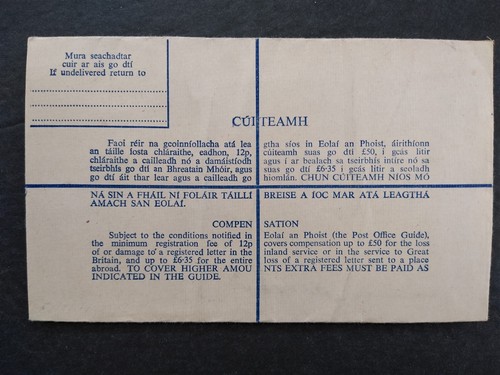 Mura seachadtar
cuir ar ais go dtí
If undelivered return to
CÚITEAMH
Faoi réir na gcoinníollacha atá leagtha síos in Eolaí an Phoist, áirithíonn
an táille íosta chláraithe, eadhon, 12p, cúiteamh suas go dtí £50, i gcás litir
chláraithe a cailleadh nó a damáistíodh agus í ar bealach sa tseirbhís intíre nó sa
tseirbhís go dtí an Bhreatain Mhóir, agus suas go dtí £6·35 i gcás litir a seoladh
go dtí áit thar lear agus a cailleadh go hiomlán. CHUN CÚITEAMH NÍOS MÓ
NÁ SIN A FHÁIL NÍ FOLÁIR TÁILLÍ BREISE A ÍOC MAR ATÁ LEAGTHA
AMACH SAN EOLAÍ.
COMPENSATION
Subject to the conditions notified in Eolaí an Phoist (the Post Office Guide),
the minimum registration fee of 12p covers compensation up to £50 for the loss
of or damage to a registered letter in the inland service or in the service to Great
Britain, and up to £6·35 for the entire loss of a registered letter sent to a place
abroad. TO COVER HIGHER AMOUNTS EXTRA FEES MUST BE PAID AS
INDICATED IN THE GUIDE.